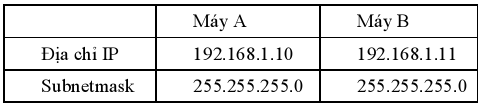 Máy A Máy B
Địa chỉ IP 192.168.1.10 192.168.1.11
Subnetmask 255.255.255.0 255.255.255.0